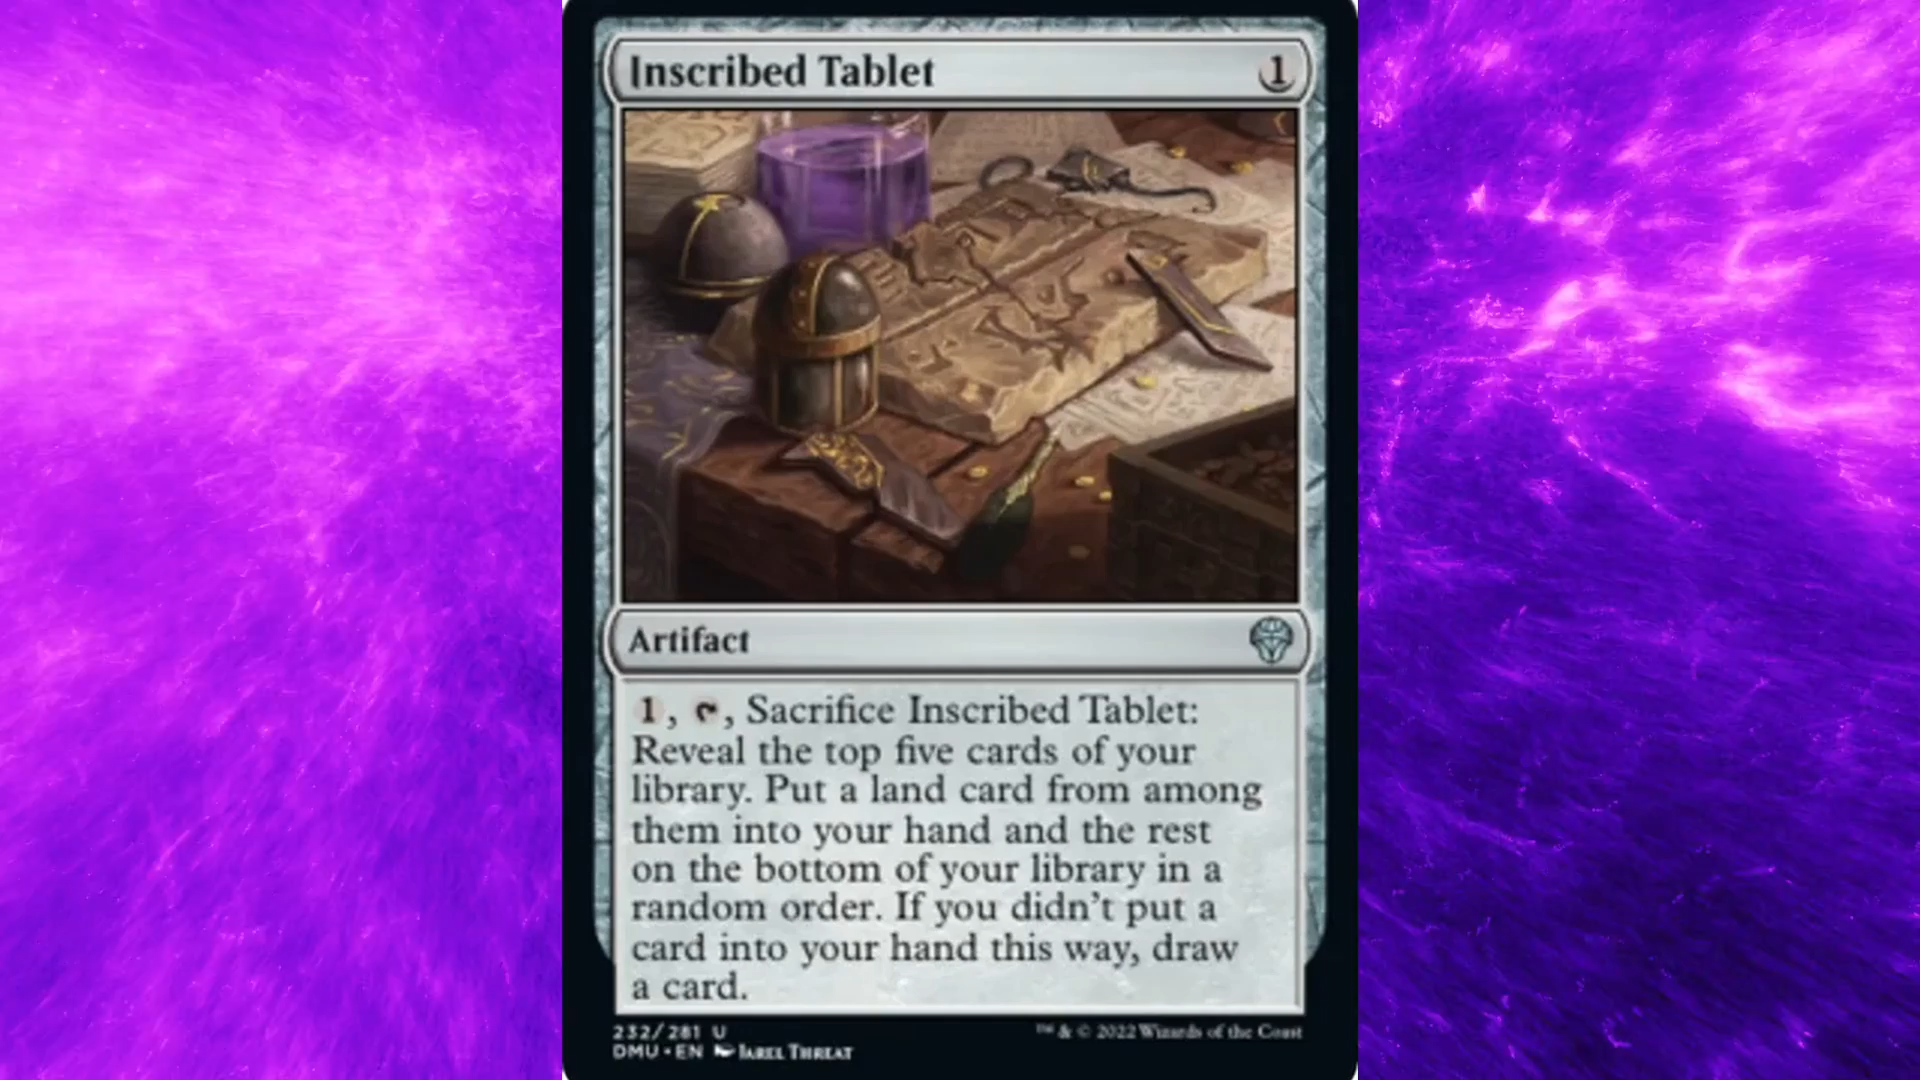 Inscribed Tablet 1
Artifact
1, , Sacrifice Inscribed Tablet:
Reveal the top five cards of your
library. Put a land card from among
them into your hand and the rest
on the bottom of your library in a
random order. If you didn't put a
card into your hand this way, draw
a card.
232/281 U
™ & © 2022 Wizards of the Coast
DMU • EN JAREL THREAT